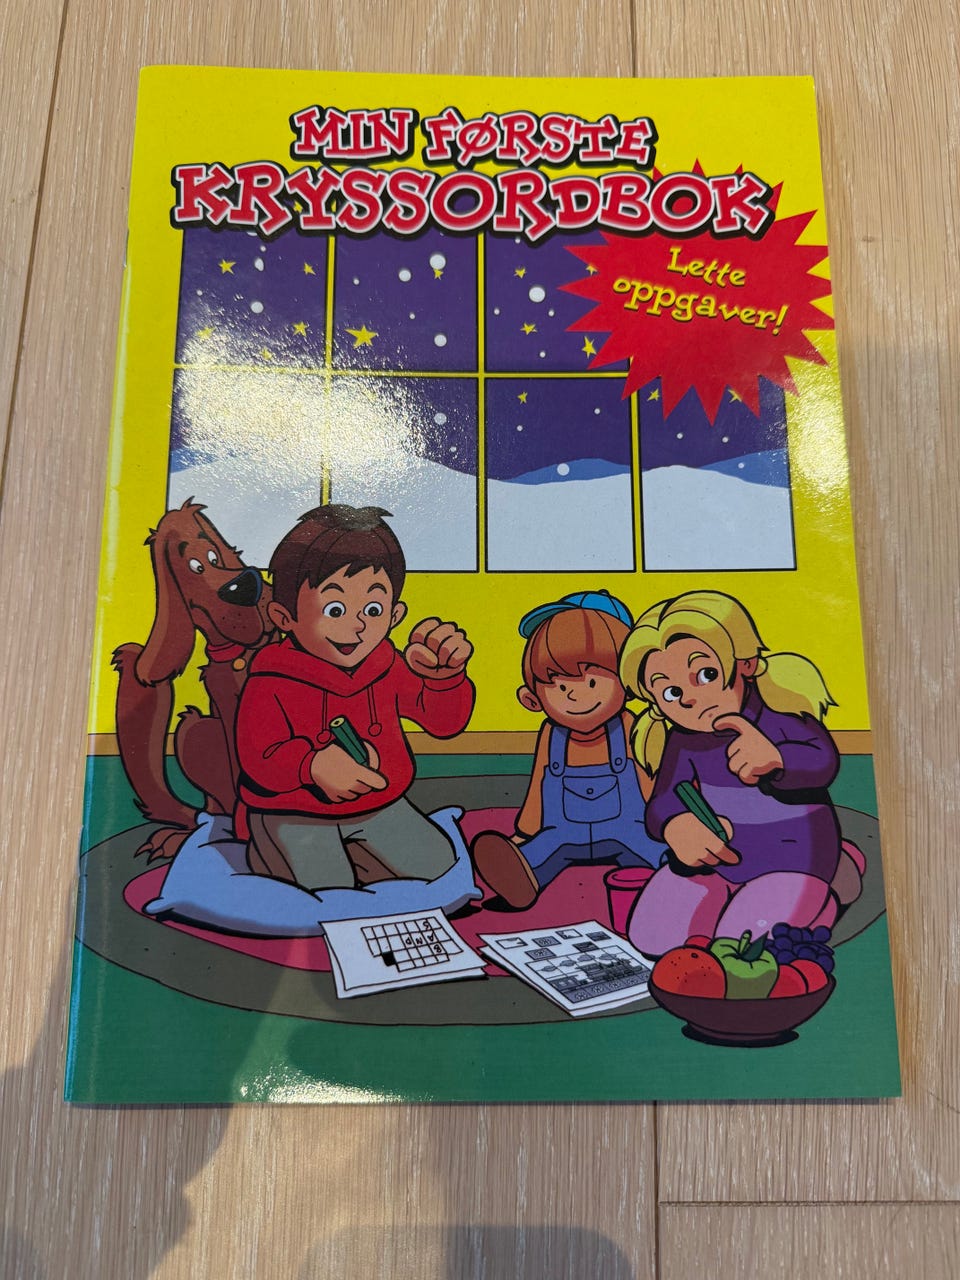 MIN FØRSTE
KRYSSORDBOK
Lette
oppgaver!